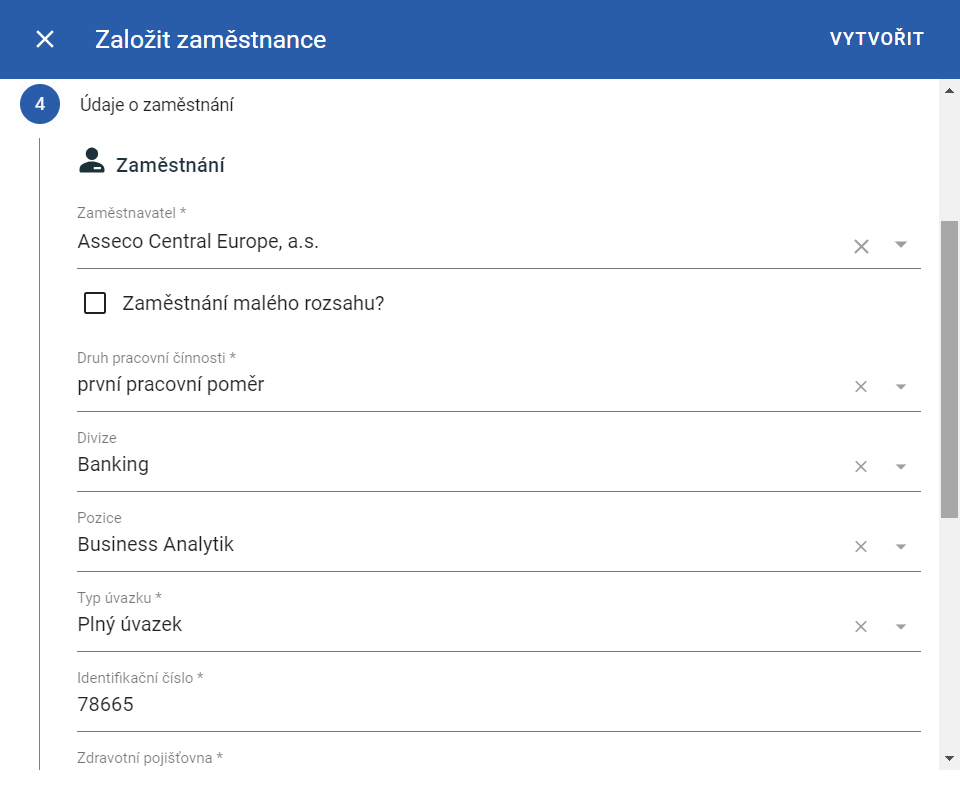 Založit zaměstnance
VYTVOŘIT
4
Údaje o zaměstnání
Zaměstnání
Zaměstnavatel *
Asseco Central Europe, a.s.
Zaměstnání malého rozsahu?
Druh pracovní čínnosti *
první pracovní poměr
Divize
Banking
Pozice
Business Analytik
Typ úvazku *
Plný úvazek
Identifikační číslo *
78665
Zdravotní pojišťovna *